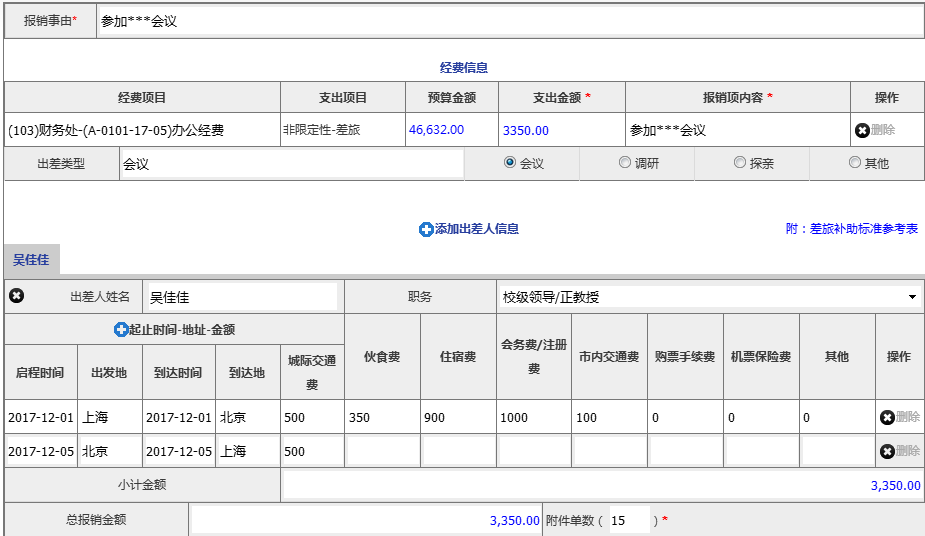 报销事由* 参加***会议
经费信息
经费项目 支出项目 预算金额 支出金额 * 报销项内容 * 操作
(103)财务处-(A-0101-17-05)办公经费 非限定性-差旅 46,632.00 3350.00 参加***会议 删除
出差类型 会议 会议 调研 探亲 其他
添加出差人信息 附：差旅补助标准参考表
吴佳佳
出差人姓名 吴佳佳 职务 校级领导/正教授
起止时间-地址-金额 伙食费 住宿费 会务费/注册费 市内交通费 购票手续费 机票保险费 其他 操作
启程时间 出发地 到达时间 到达地 城际交通费
2017-12-01 上海 2017-12-01 北京 500 350 900 1000 100 0 0 0 删除
2017-12-05 北京 2017-12-05 上海 500 删除
小计金额 3,350.00
总报销金额 3,350.00 附件单数（ 15 ）*